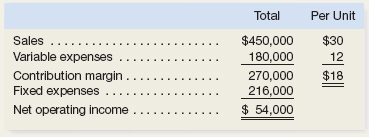 Total Per Unit
Sales . . . . . . . . . . . . . . . . . . . . . . . . $450,000 $30
Variable expenses . . . . . . . . . . . . . . 180,000 12
Contribution margin . . . . . . . . . . . . . 270,000 $18
Fixed expenses . . . . . . . . . . . . . . . . 216,000
Net operating income . . . . . . . . . . . . $ 54,000